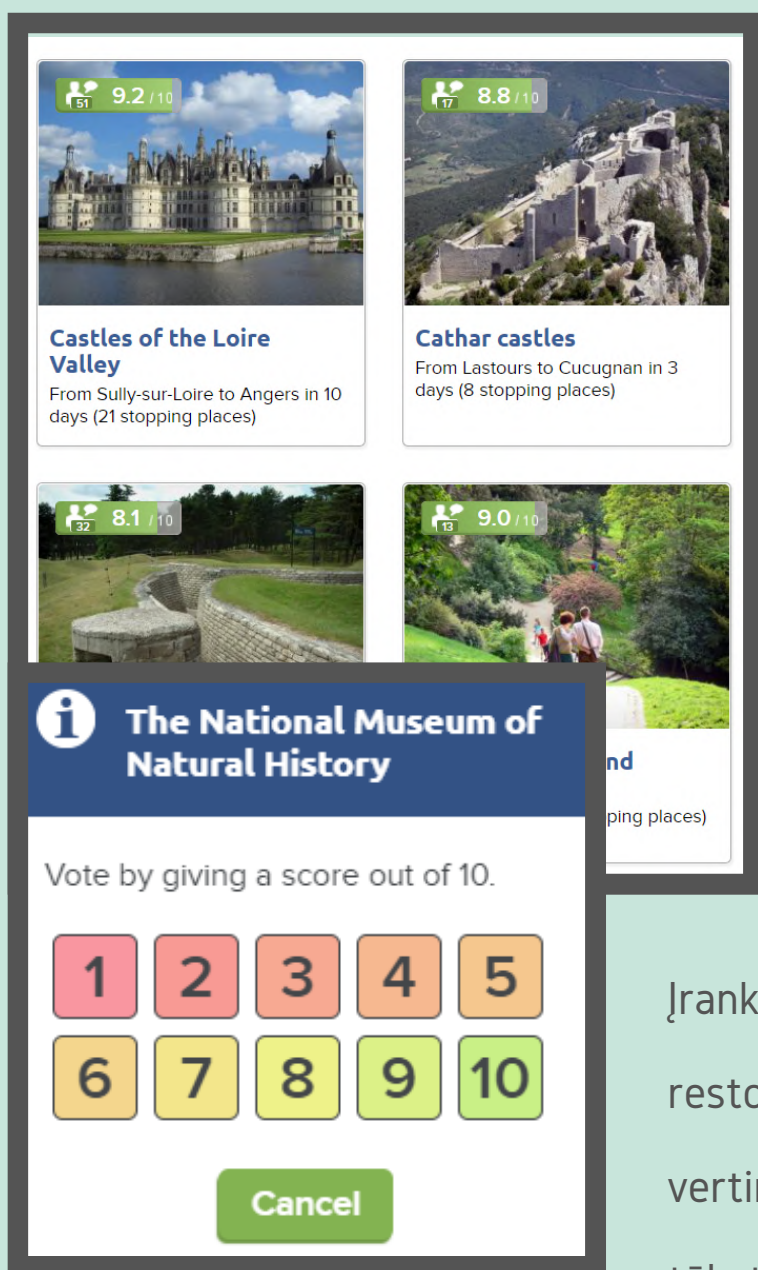 51 9.2 /10
17 8.8 /10
Castles of the Loire
Valley
From Sully-sur-Loire to Angers in 10
days (21 stopping places)
Cathar castles
From Lastours to Cucugnan in 3
days (8 stopping places)
32 8.1 /10
13 9.0 /10
nd
ping places)
i
The National Museum of
Natural History
Vote by giving a score out of 10.
1 2 3 4 5
6 7 8 9 10
Cancel
Įrank
resto
verti